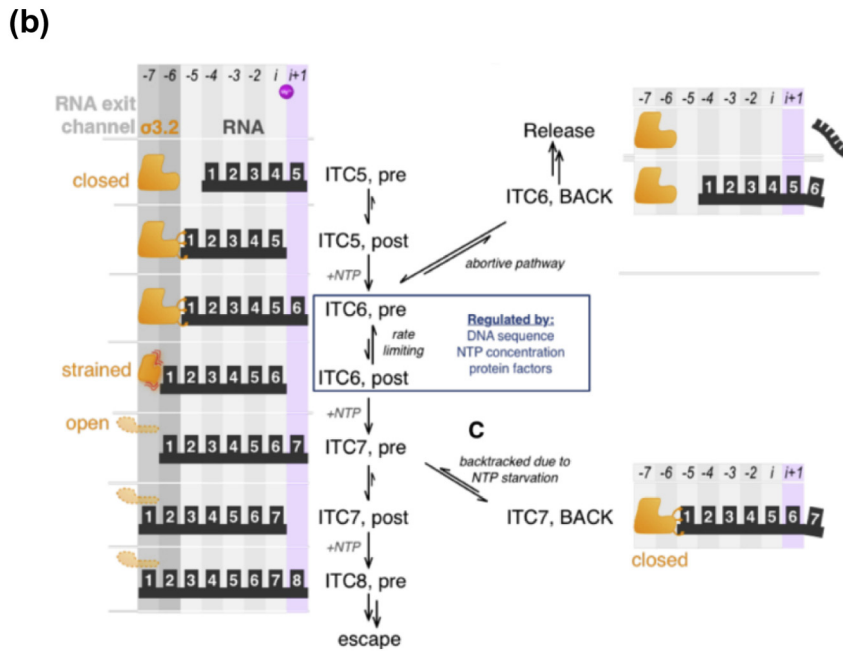 (b)
-7 -6 -5 -4 -3 -2 i i+1
RNA exit
channel σ3.2 RNA
closed
1 2 3 4 5
ITC5, pre
1 2 3 4 5
ITC5, post
+NTP
1 2 3 4 5 6
ITC6, pre
rate
limiting
strained
1 2 3 4 5 6
ITC6, post
+NTP
open
1 2 3 4 5 6 7
ITC7, pre
1 2 3 4 5 6 7
ITC7, post
+NTP
1 2 3 4 5 6 7 8
ITC8, pre
escape
Release
ITC6, BACK
abortive pathway
Regulated by:
DNA sequence
NTP concentration
protein factors
c
backtracked due to
NTP starvation
ITC7, BACK
-7 -6 -5 -4 -3 -2 i i+1
1 2 3 4 5 6
-7 -6 -5 -4 -3 -2 i i+1
1 2 3 4 5 6 7
closed